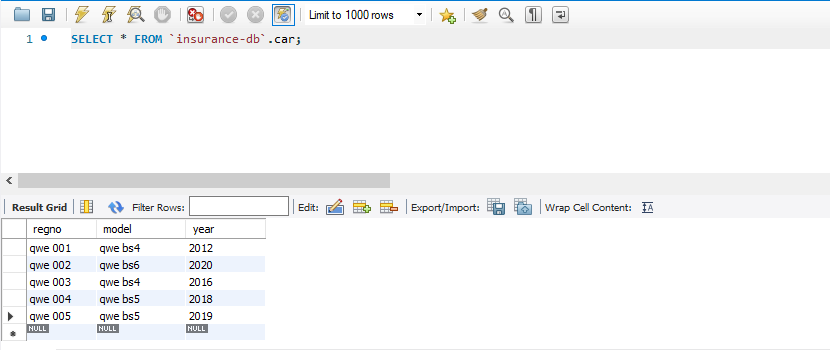 Limit to 1000 rows
1 SELECT * FROM `insurance-db`.car;
Result Grid Filter Rows: Edit: Export/Import: Wrap Cell Content:
regno model year
qwe 001 qwe bs4 2012
qwe 002 qwe bs6 2020
qwe 003 qwe bs4 2016
qwe 004 qwe bs5 2018
qwe 005 qwe bs5 2019
NULL NULL NULL